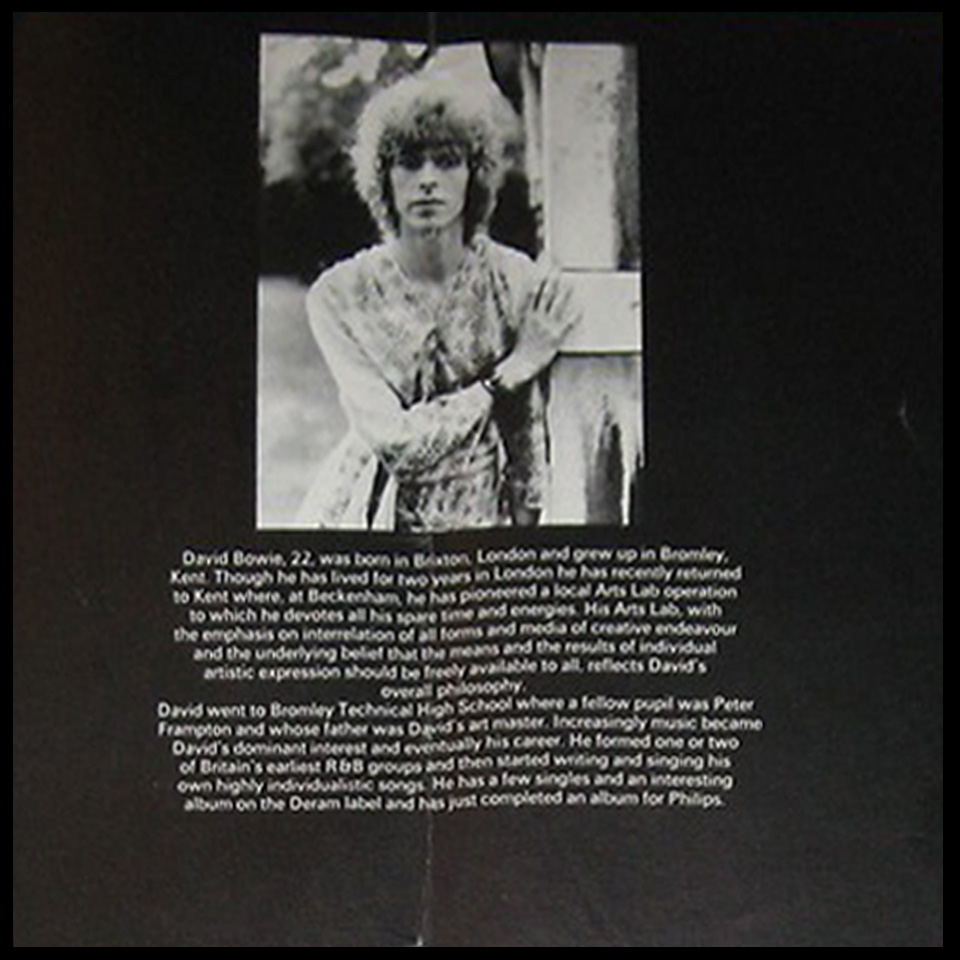 David Bowie, 22, was born in Brixton, London and grew up in Bromley,
Kent. Though he has lived for two years in London he has recently returned
to Kent where, at Beckenham, he has pioneered a local Arts Lab operation
to which he devotes all his spare time and energies. His Arts Lab, with
the emphasis on interrelation of all forms and media of creative endeavour
and the underlying belief that the means and the results of individual
artistic expression should be freely available to all, reflects David's
overall philosophy.
David went to Bromley Technical High School where a fellow pupil was Peter
Frampton and whose father was David's art master. Increasingly music became
David's dominant interest and eventually his career. He formed one or two
of Britain's earliest R&B groups and then started writing and singing his
own highly individualistic songs. He has a few singles and an interesting
album on the Deram label and has just completed an album for Philips.